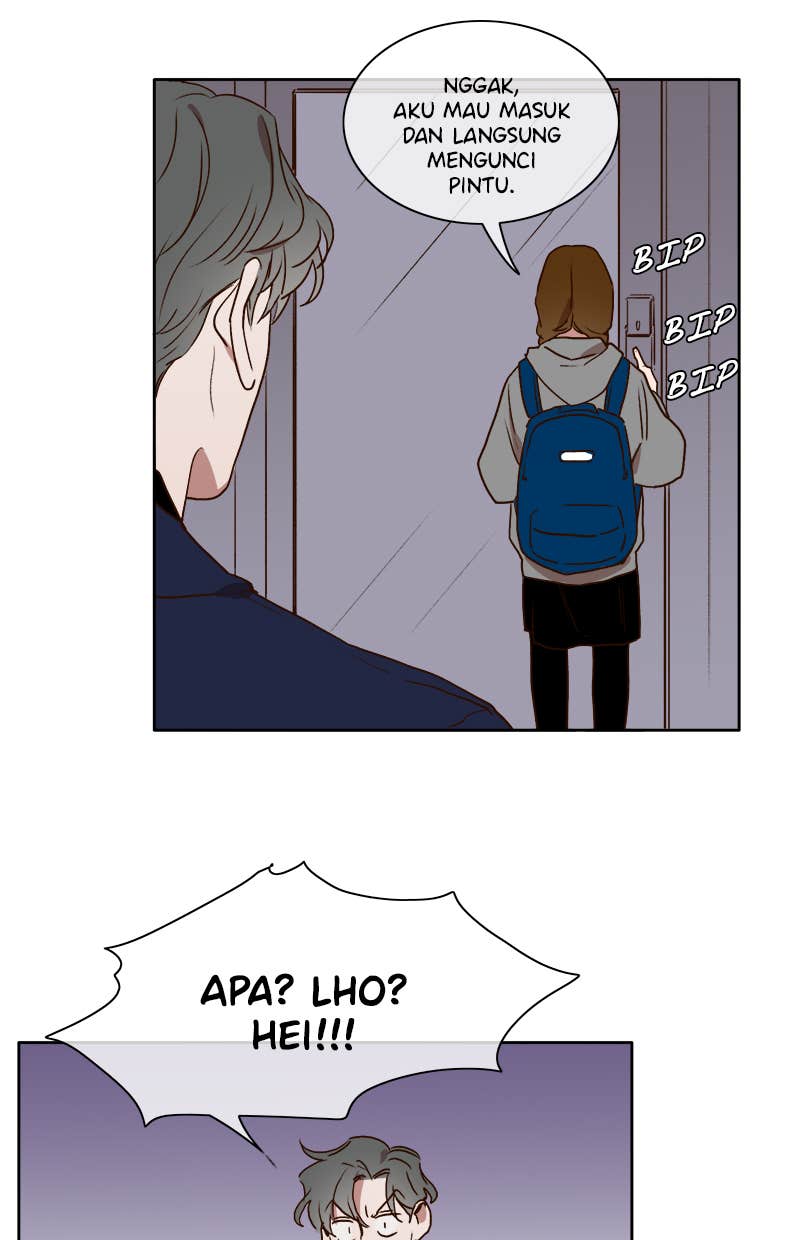 NGGAK,
AKU MAU MASUK
DAN LANGSUNG
MENGUNCI
PINTU.
BIP
BIP
BIP
APA? LHO?
HEI!!!